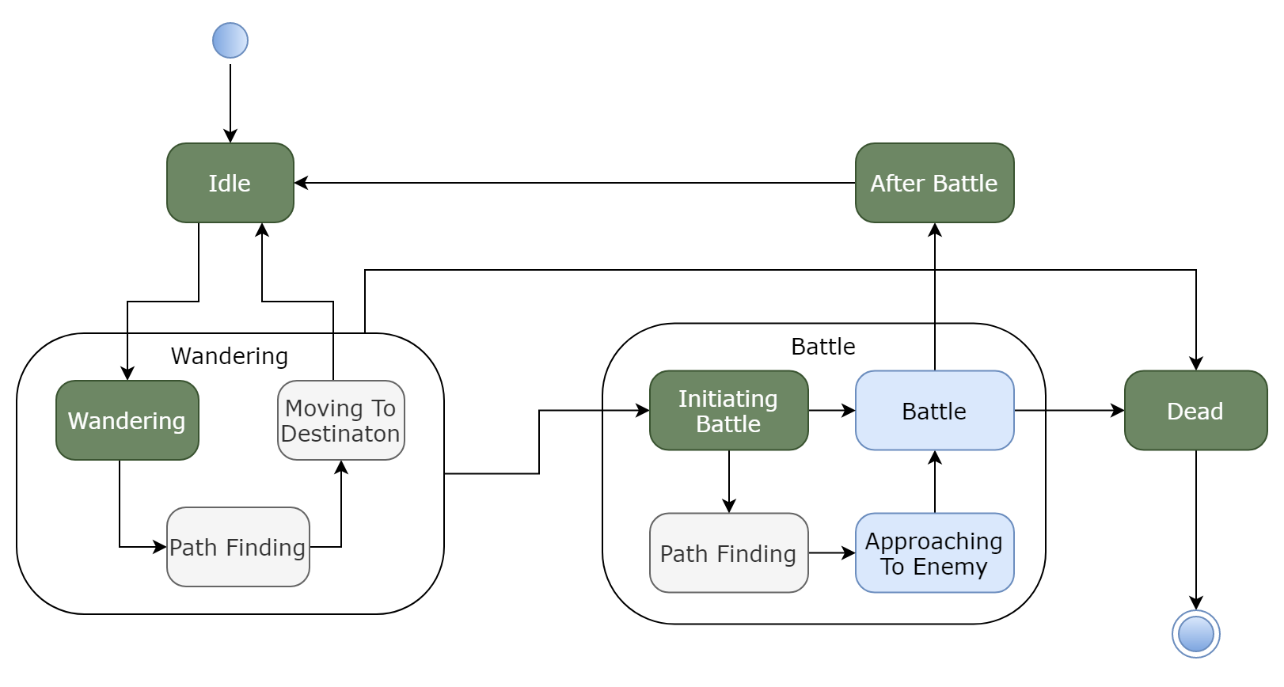 Idle
After Battle
Wandering
Wandering
Moving To
Destinaton
Path Finding
Battle
Initiating
Battle
Battle
Path Finding
Approaching
To Enemy
Dead